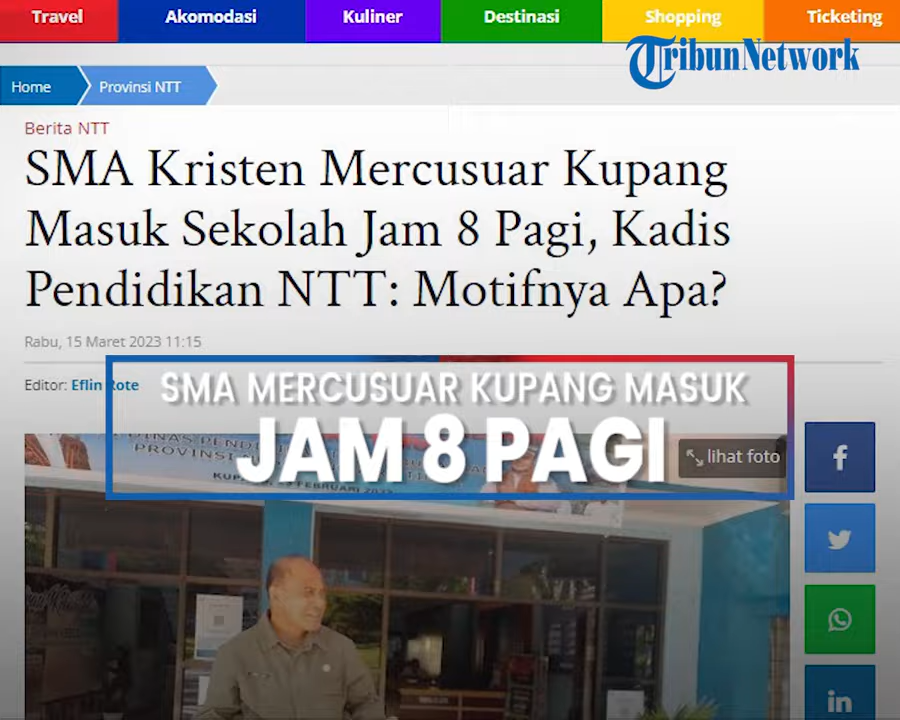 Travel
Akomodasi
Kuliner
Destinasi
Shopping
Ticketing
TribunNetwork
Home
Provinsi NTT
Berita NTT
SMA Kristen Mercusuar Kupang
Masuk Sekolah Jam 8 Pagi, Kadis
Pendidikan NTT: Motifnya Apa?
Rabu, 15 Maret 2023 11:15
Editor: Eflin Rote
SMA MERCUSUAR KUPANG MASUK
JAM 8 PAGI
lihat foto